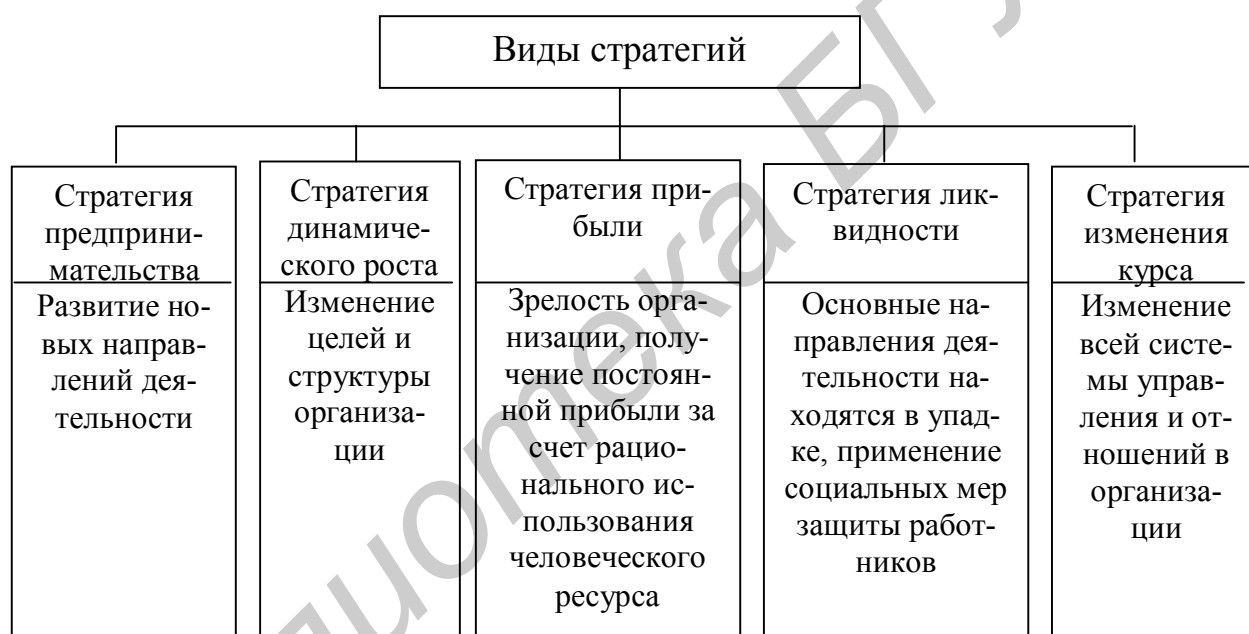 Виды стратегий
Стратегия
предприни-
мательства
Развитие но-
вых направ-
лений дея-
тельности
Стратегия
динамиче-
ского роста
Изменение
целей и
структуры
организа-
ции
Стратегия при-
были
Зрелость орга-
низации, полу-
чение постоян-
ной прибыли за
счет рацио-
нального ис-
пользования
человеческого
ресурса
Стратегия лик-
видности
Основные на-
правления дея-
тельности на-
ходятся в упад-
ке, применение
социальных мер
защиты работ-
ников
Стратегия
изменения
курса
Изменение
всей систе-
мы управ-
ления и от-
ношений в
организа-
ции